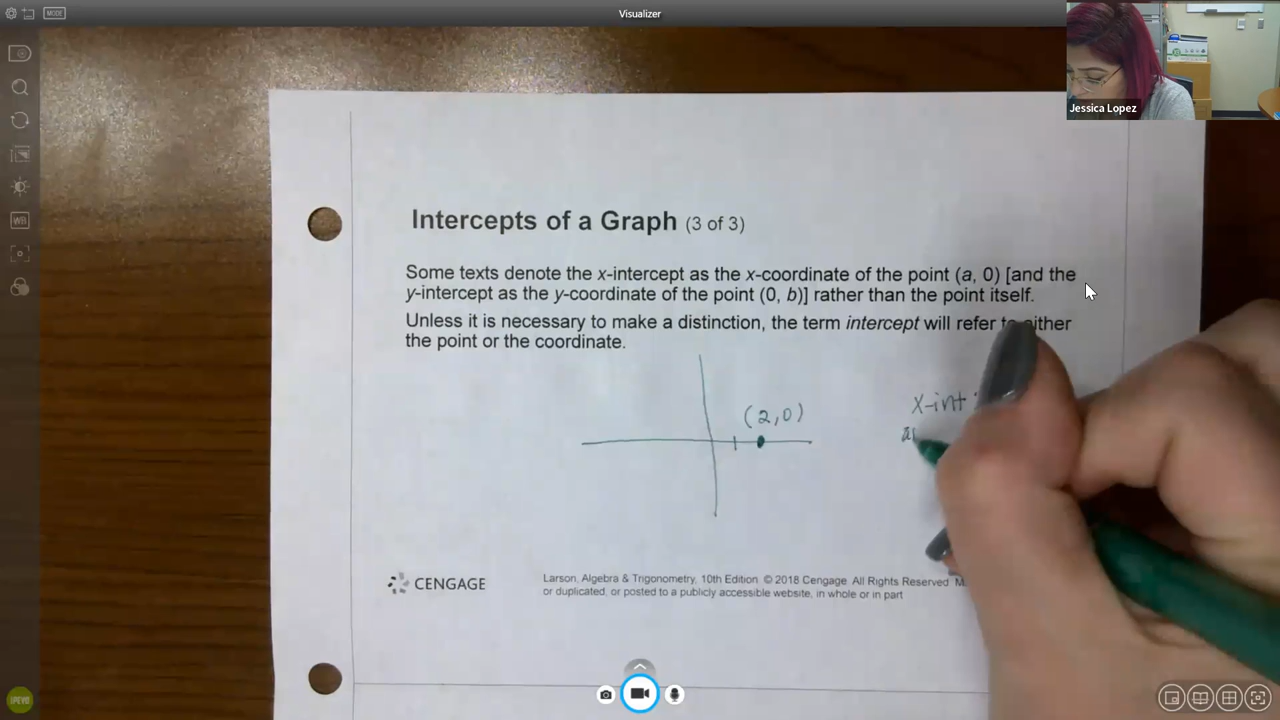 MODE
Visualizer
Jessica Lopez
WB
Intercepts of a Graph (3 of 3)
Some texts denote the x-intercept as the x-coordinate of the point (a, 0) [and the
y-intercept as the y-coordinate of the point (0, b)] rather than the point itself.
Unless it is necessary to make a distinction, the term intercept will refer to either
the point or the coordinate.
(2,0)
x-int
CENGAGE
Larson, Algebra & Trigonometry, 10th Edition. © 2018 Cengage. All Rights Reserved. M
or duplicated, or posted to a publicly accessible website, in whole or in part
IPEVO